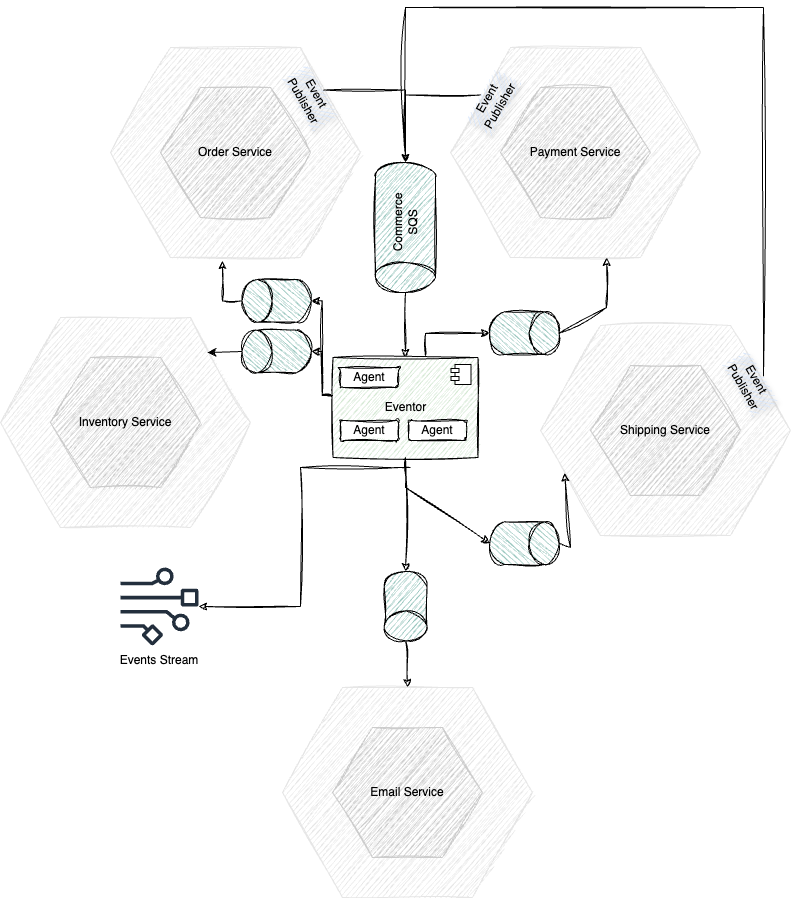 Event
Publisher
Event
Publisher
Order Service
Payment Service
Commerce
SQS
Agent
Eventor
Agent
Agent
Event
Publisher
Inventory Service
Shipping Service
Events Stream
Email Service